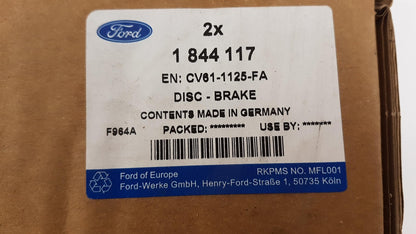 Ford
2x
1 844 117
EN: CV61-1125-FA
DISC - BRAKE
CONTENTS MADE IN GERMANY
F964A PACKED: ********* USE BY: *******
Ford of Europe RKPMS NO. MFL001
Ford-Werke GmbH, Henry-Ford-Straße 1, 50735 Köln